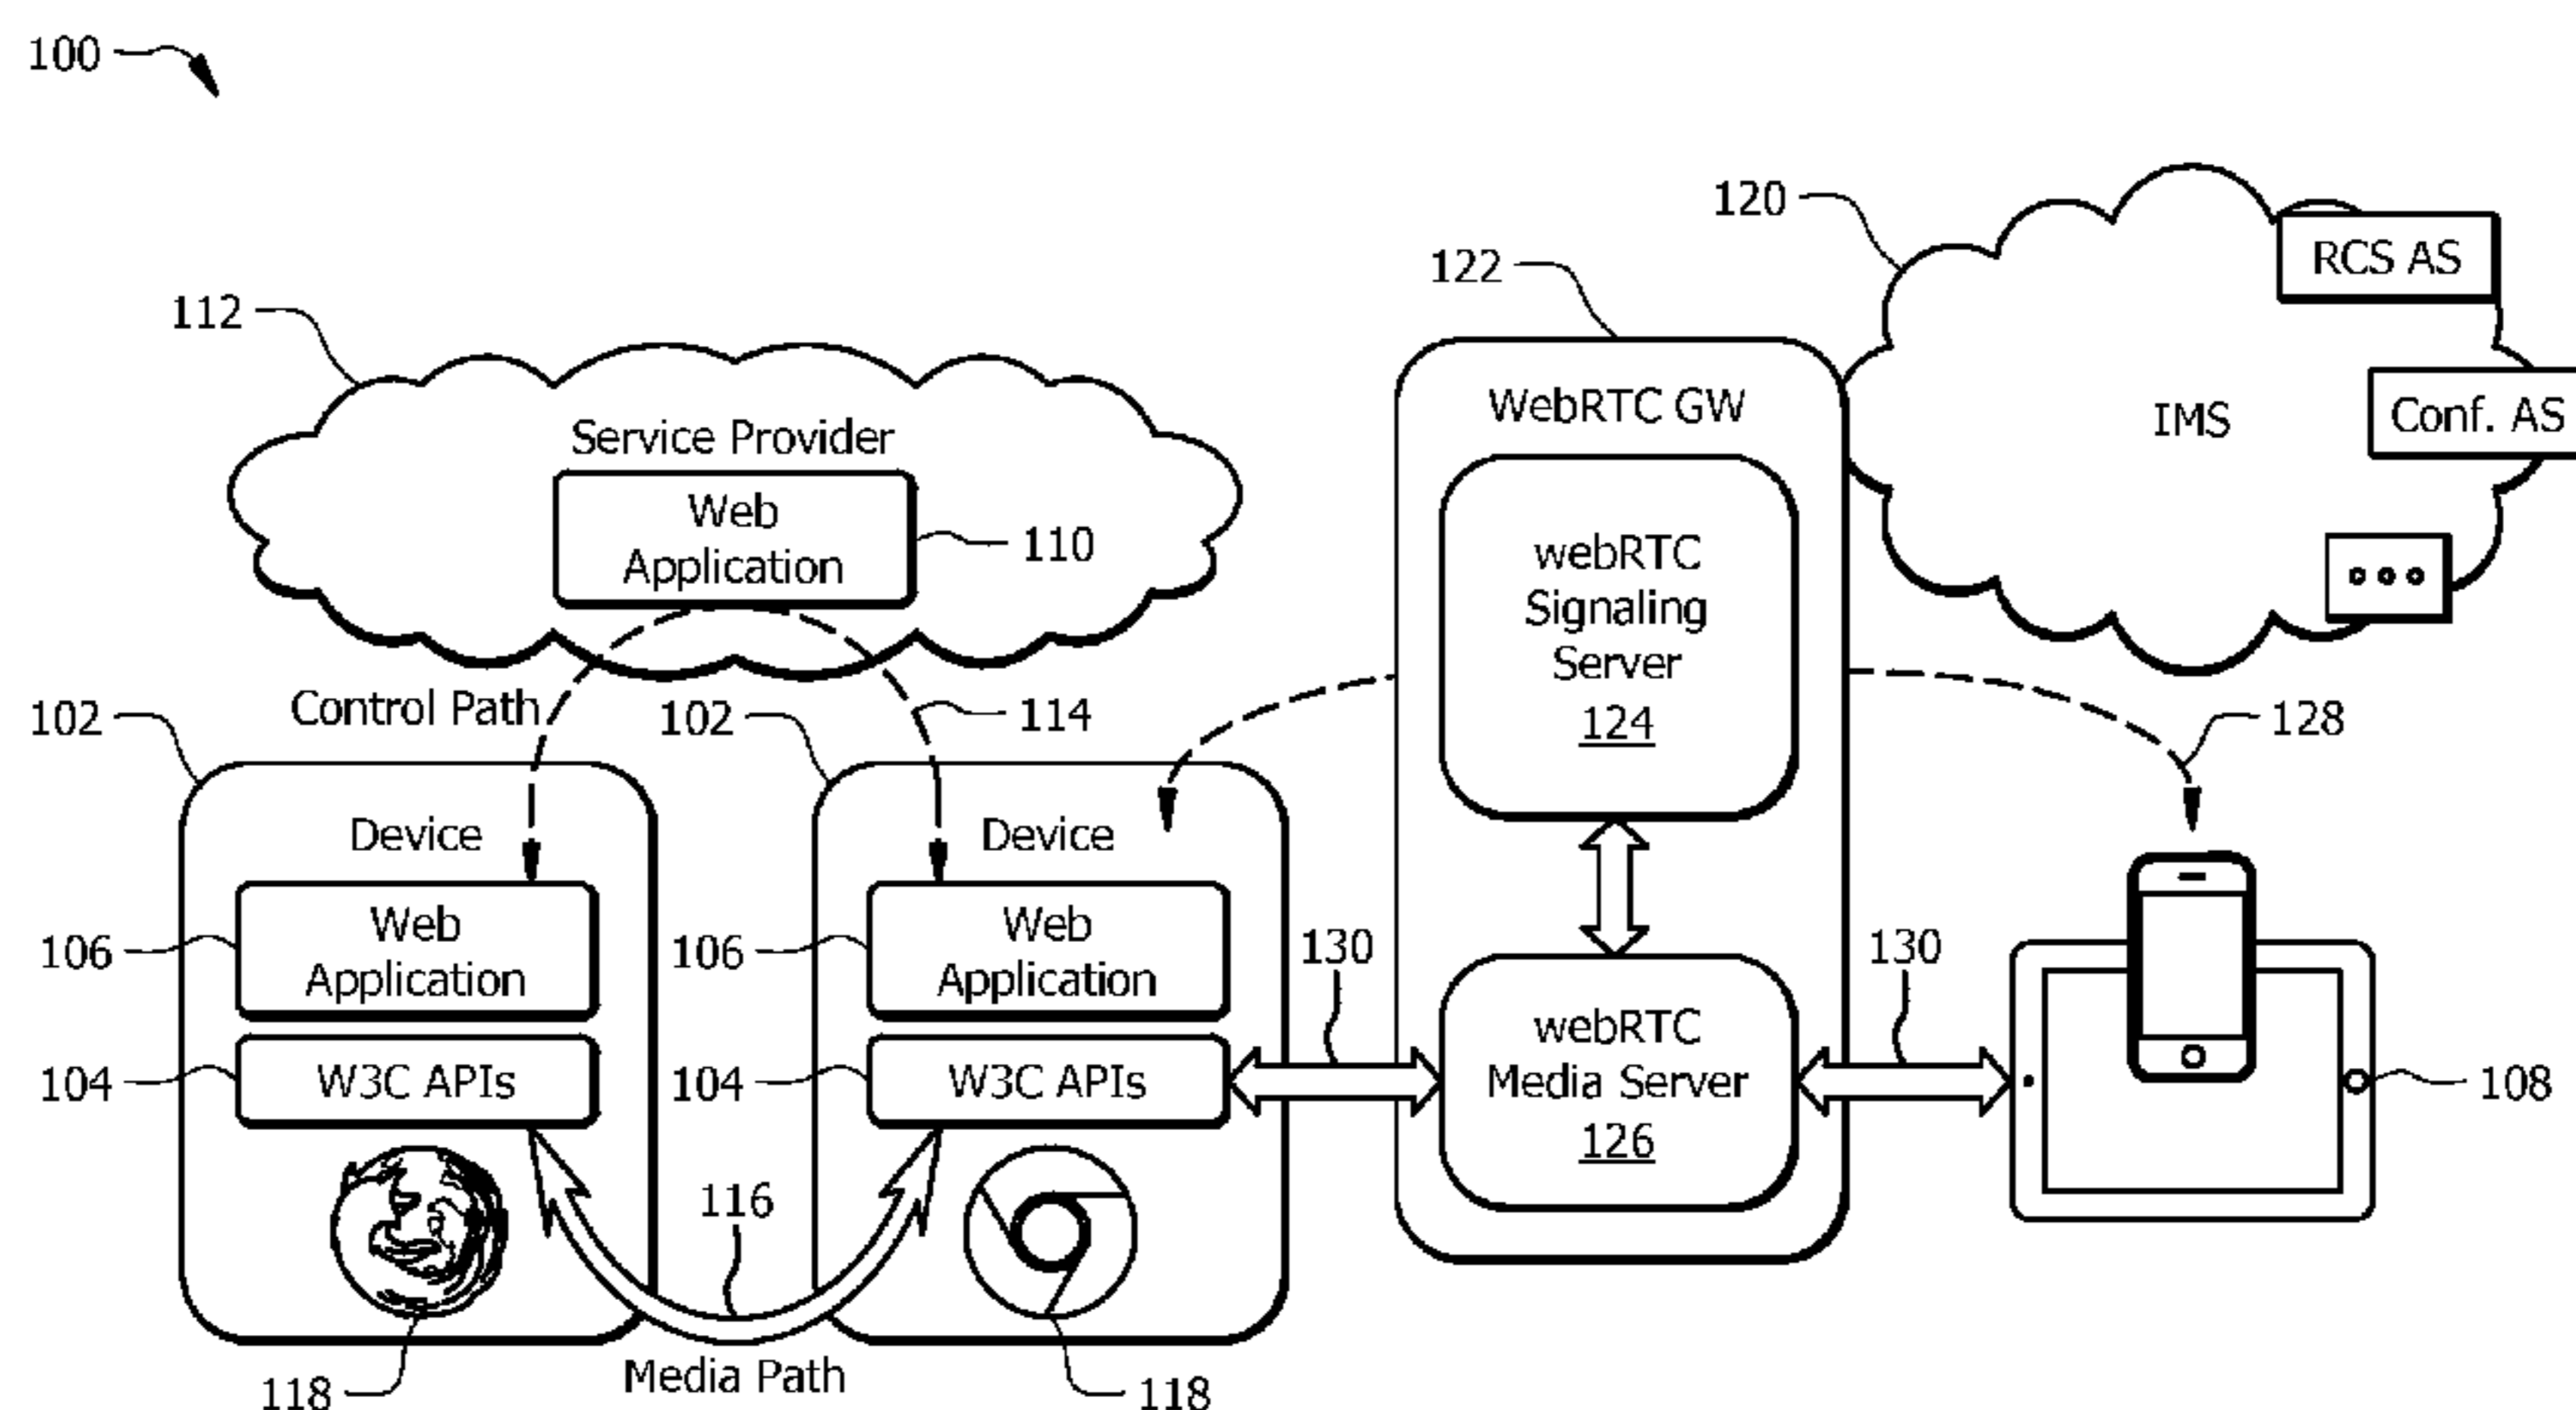 100
120
RCS AS
122
112
WebRTC GW
IMS
Conf. AS
Service Provider
Web
Application
110
webRTC
Signaling
Server
124
Control Path
102
102
114
128
Device
Device
Web
Application
106
Web
Application
106
130
130
webRTC
Media Server
126
W3C APIs
104
W3C APIs
104
108
116
Media Path
118
118